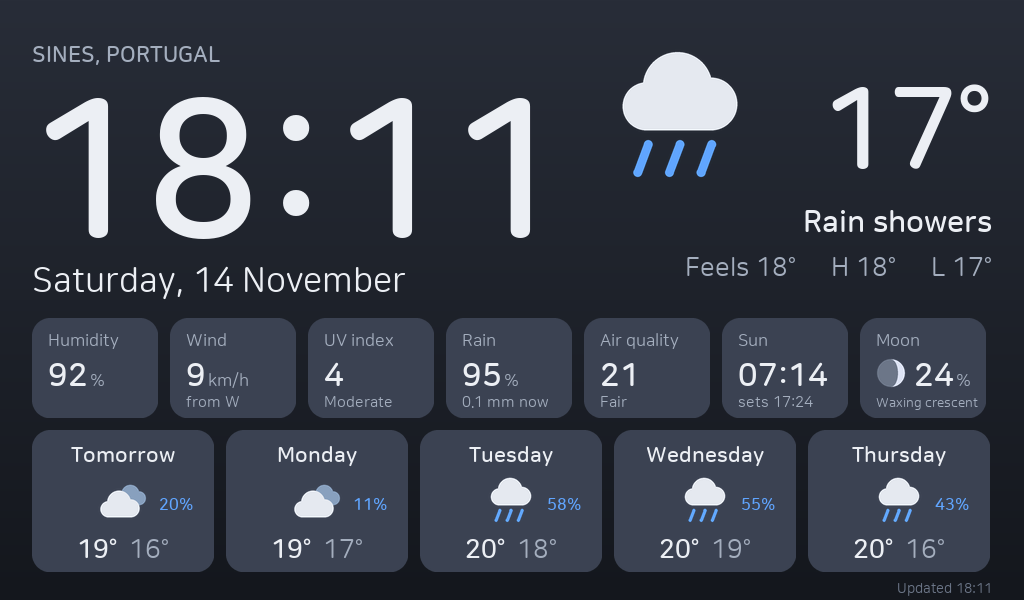 SINES, PORTUGAL
18:11
17°
Rain showers
Feels 18° H 18° L 17°
Saturday, 14 November
Humidity
92 %
Wind
9 km/h
from W
UV index
4
Moderate
Rain
95 %
0.1 mm now
Air quality
21
Fair
Sun
07:14
sets 17:24
Moon
24 %
Waxing crescent
Tomorrow
20%
19° 16°
Monday
11%
19° 17°
Tuesday
58%
20° 18°
Wednesday
55%
20° 19°
Thursday
43%
20° 16°
Updated 18:11